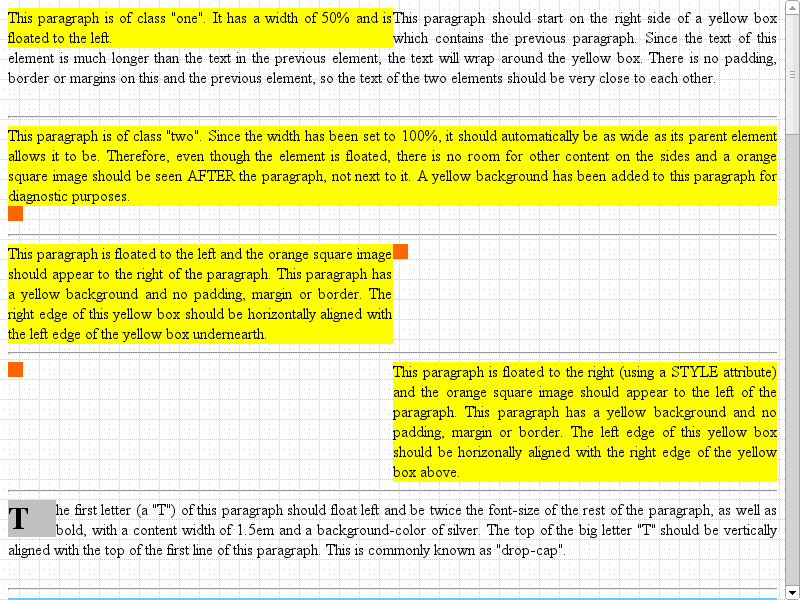 This paragraph is of class "one". It has a width of 50% and is
floated to the left.
This paragraph should start on the right side of a yellow box
which contains the previous paragraph. Since the text of this
element is much longer than the text in the previous element, the text will wrap around the yellow box. There is no padding,
border or margins on this and the previous element, so the text of the two elements should be very close to each other.
This paragraph is of class "two". Since the width has been set to 100%, it should automatically be as wide as its parent element
allows it to be. Therefore, even though the element is floated, there is no room for other content on the sides and a orange
square image should be seen AFTER the paragraph, not next to it. A yellow background has been added to this paragraph for
diagnostic purposes.
This paragraph is floated to the left and the orange square image
should appear to the right of the paragraph. This paragraph has
a yellow background and no padding, margin or border. The
right edge of this yellow box should be horizontally aligned with
the left edge of the yellow box undernearth.
This paragraph is floated to the right (using a STYLE attribute)
and the orange square image should appear to the left of the
paragraph. This paragraph has a yellow background and no
padding, margin or border. The left edge of this yellow box
should be horizonally aligned with the right edge of the yellow
box above.
The first letter (a "T") of this paragraph should float left and be twice the font-size of the rest of the paragraph, as well as
bold, with a content width of 1.5em and a background-color of silver. The top of the big letter "T" should be vertically
aligned with the top of the first line of this paragraph. This is commonly known as "drop-cap".